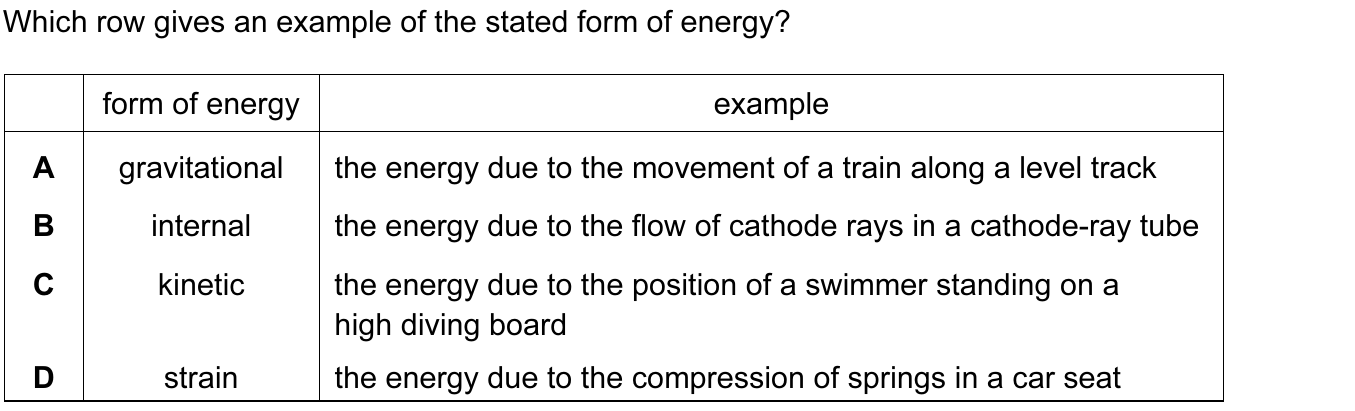 Which row gives an example of the stated form of energy?
form of energy example
A gravitational the energy due to the movement of a train along a level track
B internal the energy due to the flow of cathode rays in a cathode-ray tube
C kinetic the energy due to the position of a swimmer standing on a
high diving board
D strain the energy due to the compression of springs in a car seat